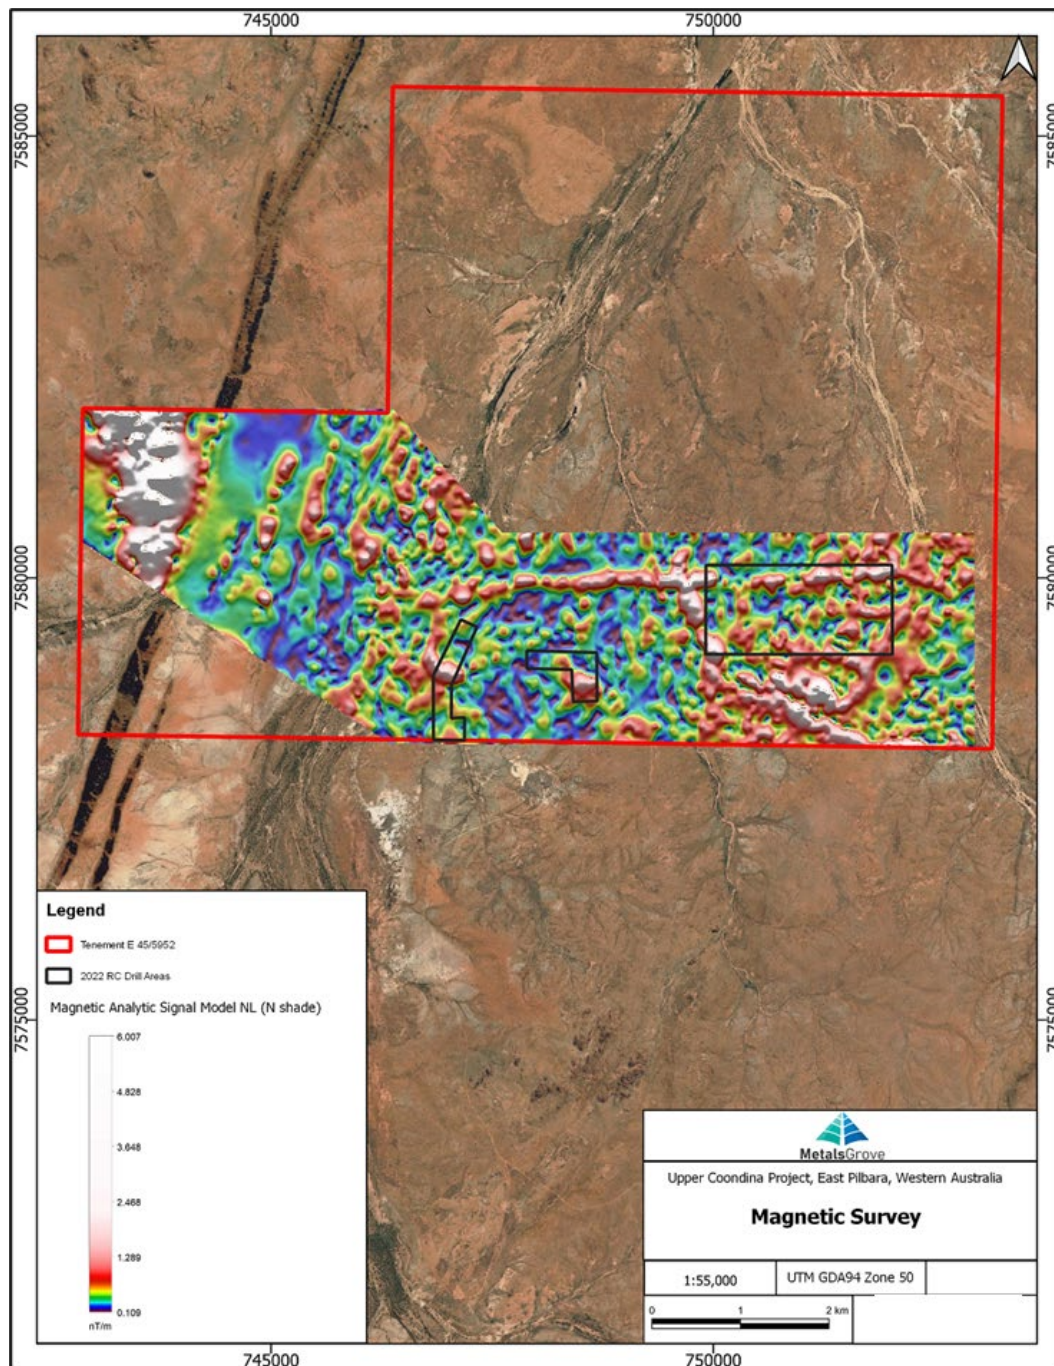 745000
750000
7585000
7585000
7580000
7580000
7575000
7575000
Legend
Tenement E 45/5952
2022 RC Drill Areas
Magnetic Analytic Signal Model NL (N shade)
6.007
4.828
3.648
2.468
1.289
0.109
nT/m
MetalsGrove
Upper Coondina Project, East Pilbara, Western Australia
Magnetic Survey
1:55,000
UTM GDA94 Zone 50
0 1 2 km
745000
750000